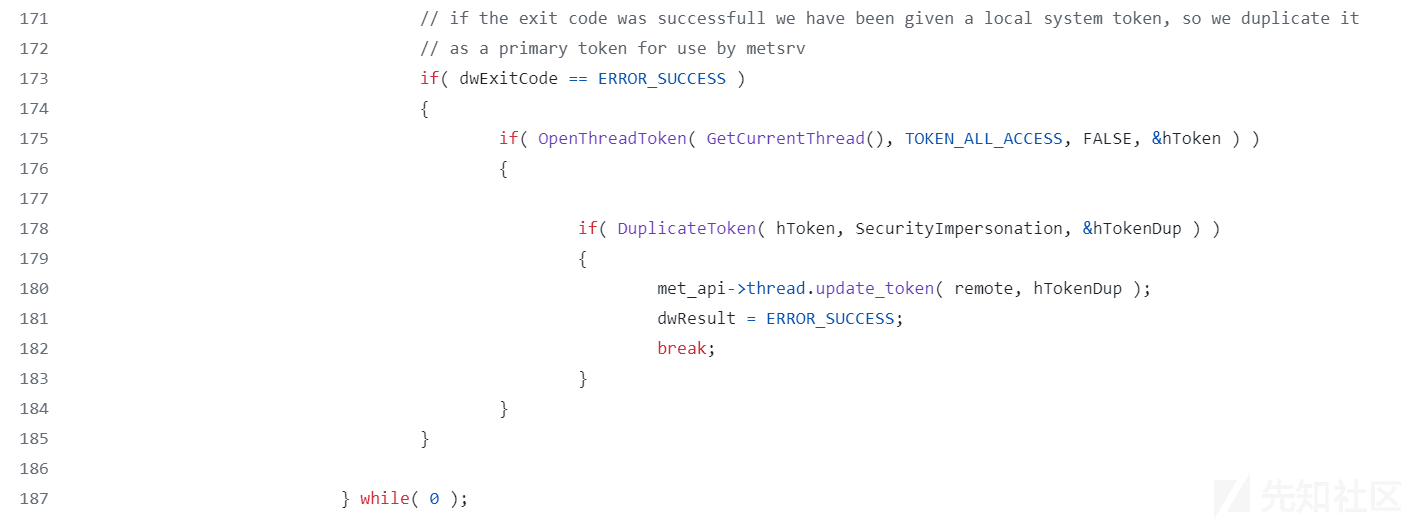 171 // if the exit code was successfull we have been given a local system token, so we duplicate it
172 // as a primary token for use by metsrv
173 if( dwExitCode == ERROR_SUCCESS )
174 {
175 if( OpenThreadToken( GetCurrentThread(), TOKEN_ALL_ACCESS, FALSE, &hToken ) )
176 {
177
178 if( DuplicateToken( hToken, SecurityImpersonation, &hTokenDup ) )
179 {
180 met_api->thread.update_token( remote, hTokenDup );
181 dwResult = ERROR_SUCCESS;
182 break;
183 }
184 }
185 }
186
187 } while( 0 );
先知社区